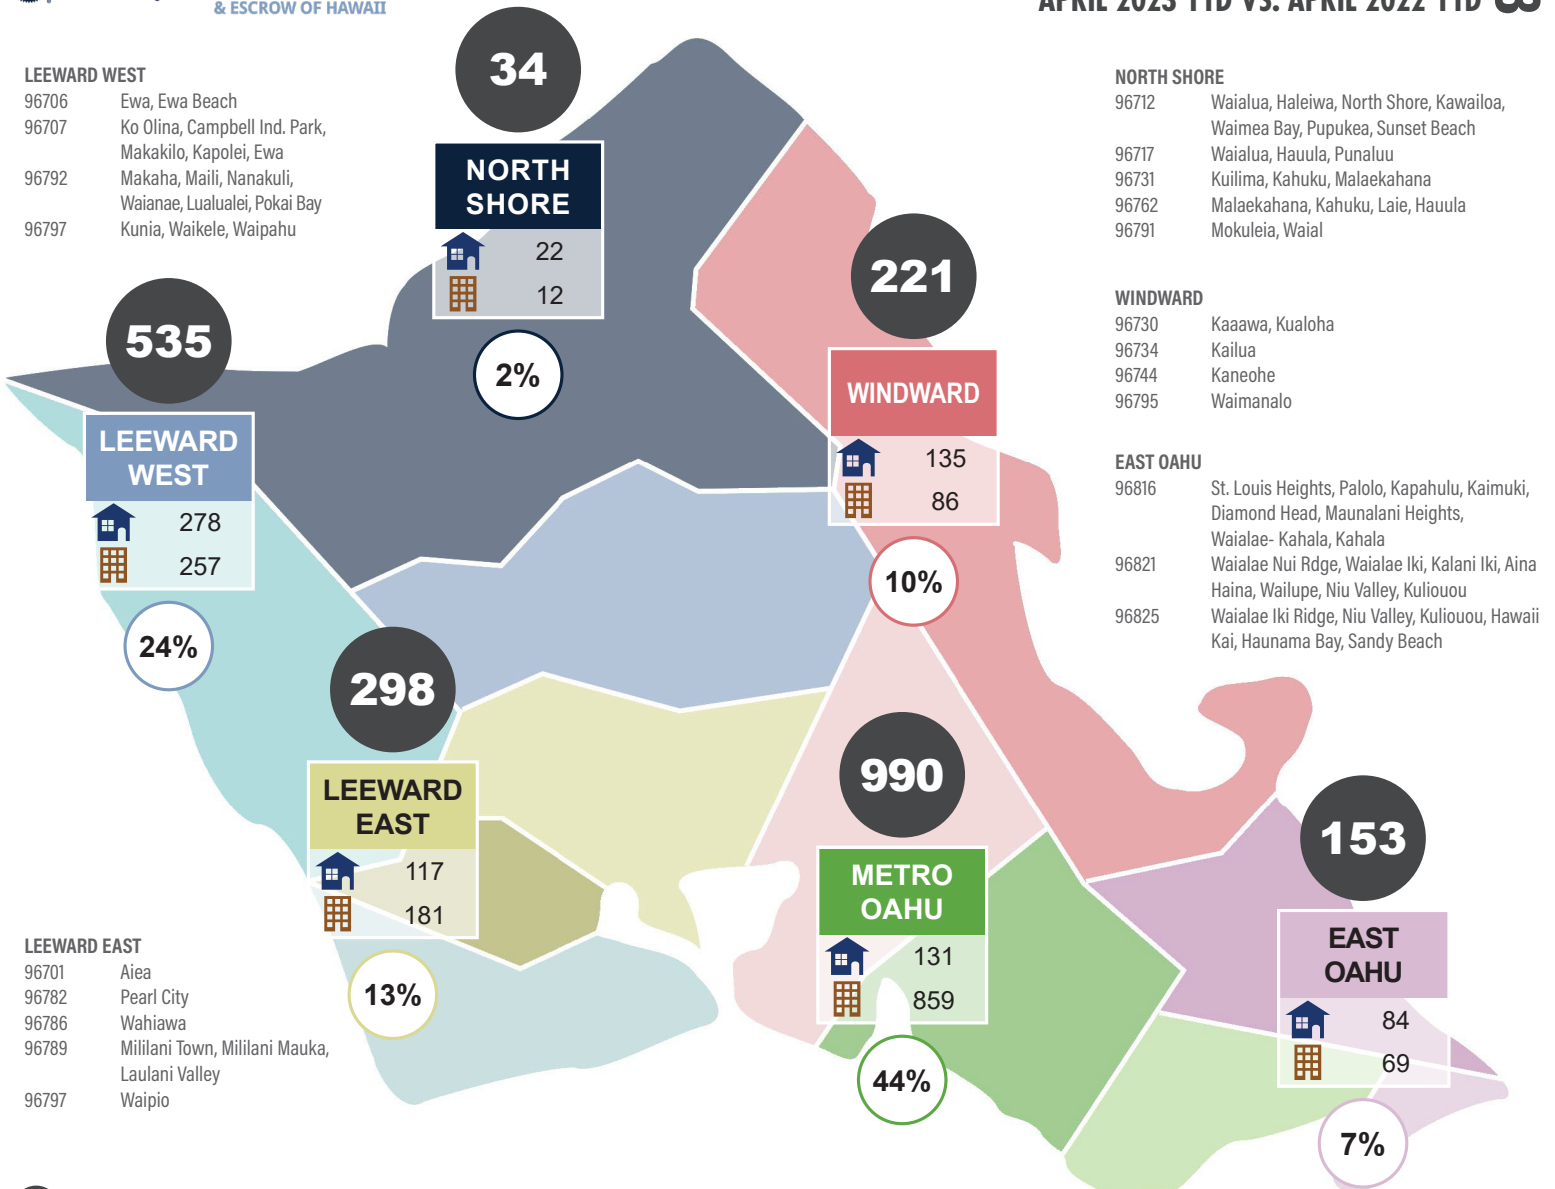 & ESCROW OF HAWAII
APRIL 2023 YTD VS. APRIL 2022 YTD
LEEWARD WEST
96706 Ewa, Ewa Beach
96707 Ko Olina, Campbell Ind. Park,
Makakilo, Kapolei, Ewa
96792 Makaha, Maili, Nanakuli,
Waianae, Lualualei, Pokai Bay
96797 Kunia, Waikele, Waipahu
34
NORTH
SHORE
22
12
2%
NORTH SHORE
96712 Waialua, Haleiwa, North Shore, Kawailoa,
Waimea Bay, Pupukea, Sunset Beach
96717 Waialua, Hauula, Punaluu
96731 Kuilima, Kahuku, Malaekahana
96762 Malaekahana, Kahuku, Laie, Hauula
96791 Mokuleia, Waial
WINDWARD
96730 Kaaawa, Kualoha
96734 Kailua
96744 Kaneohe
96795 Waimanalo
EAST OAHU
96816 St. Louis Heights, Palolo, Kapahulu, Kaimuki,
Diamond Head, Maunalani Heights,
Waialae- Kahala, Kahala
96821 Waialae Nui Rdge, Waialae Iki, Kalani Iki, Aina
Haina, Wailupe, Niu Valley, Kuliouou
96825 Waialae Iki Ridge, Niu Valley, Kuliouou, Hawaii
Kai, Haunama Bay, Sandy Beach
221
WINDWARD
135
86
10%
535
LEEWARD
WEST
278
257
24%
298
LEEWARD
EAST
117
181
13%
990
METRO
OAHU
131
859
44%
153
EAST
OAHU
84
69
7%
LEEWARD EAST
96701 Aiea
96782 Pearl City
96786 Wahiawa
96789 Mililani Town, Mililani Mauka,
Laulani Valley
96797 Waipio